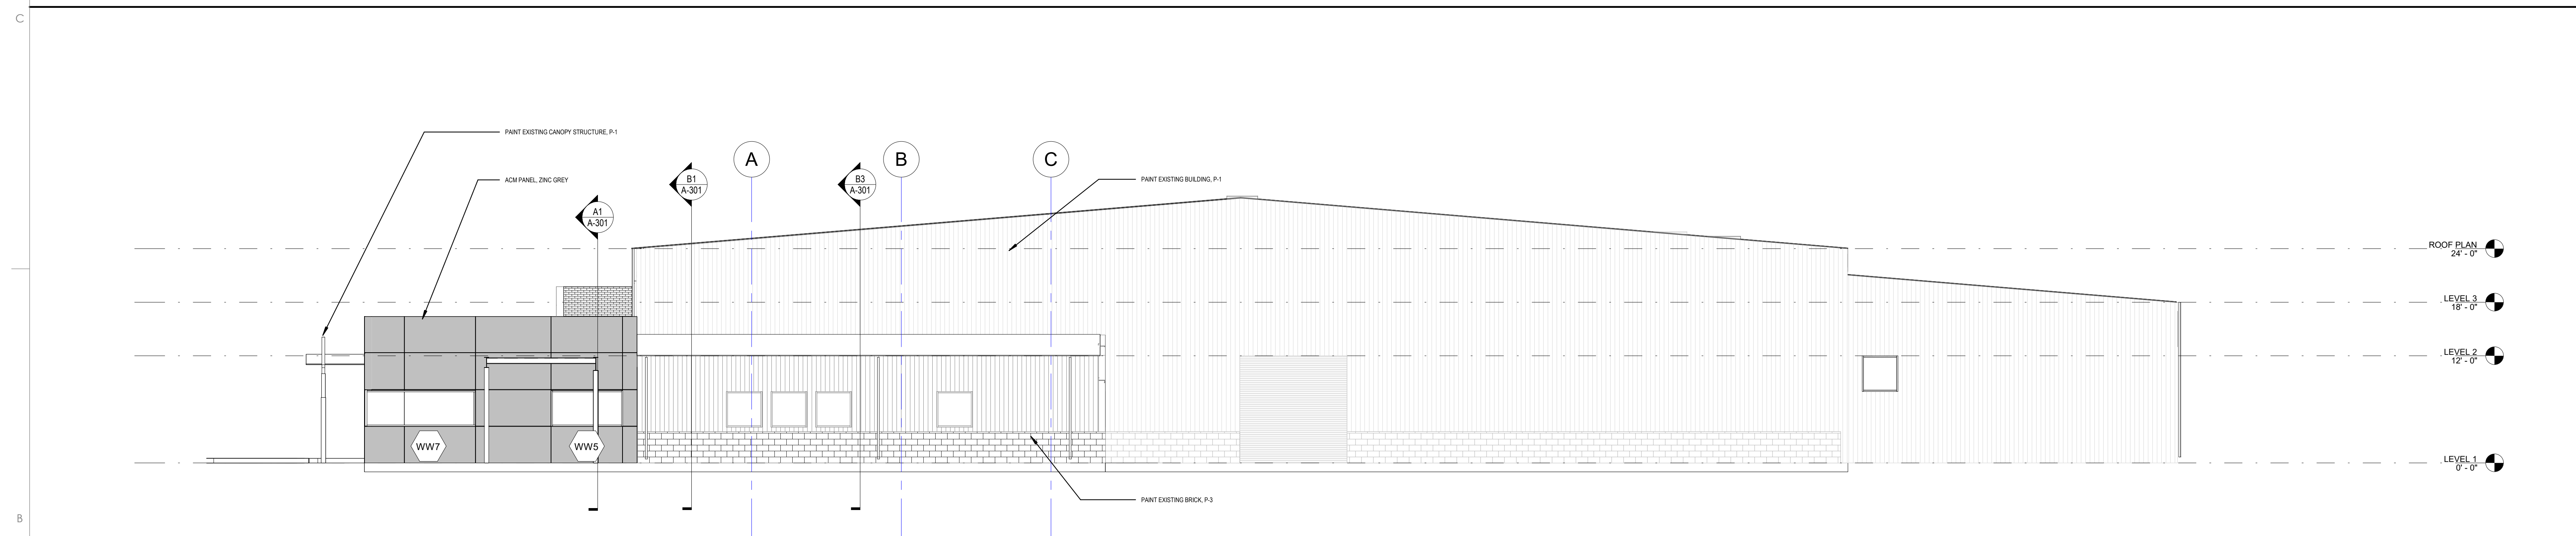 C
PAINT EXISTING CANOPY STRUCTURE, P-1
A
B
C
B1
A-301
B3
A-301
ACM PANEL, ZINC GREY
PAINT EXISTING BUILDING, P-1
A1
A-301
ROOF PLAN
24' - 0"
LEVEL 3
18' - 0"
LEVEL 2
12' - 0"
WW7
WW5
LEVEL 1
0' - 0"
PAINT EXISTING BRICK, P-3
B